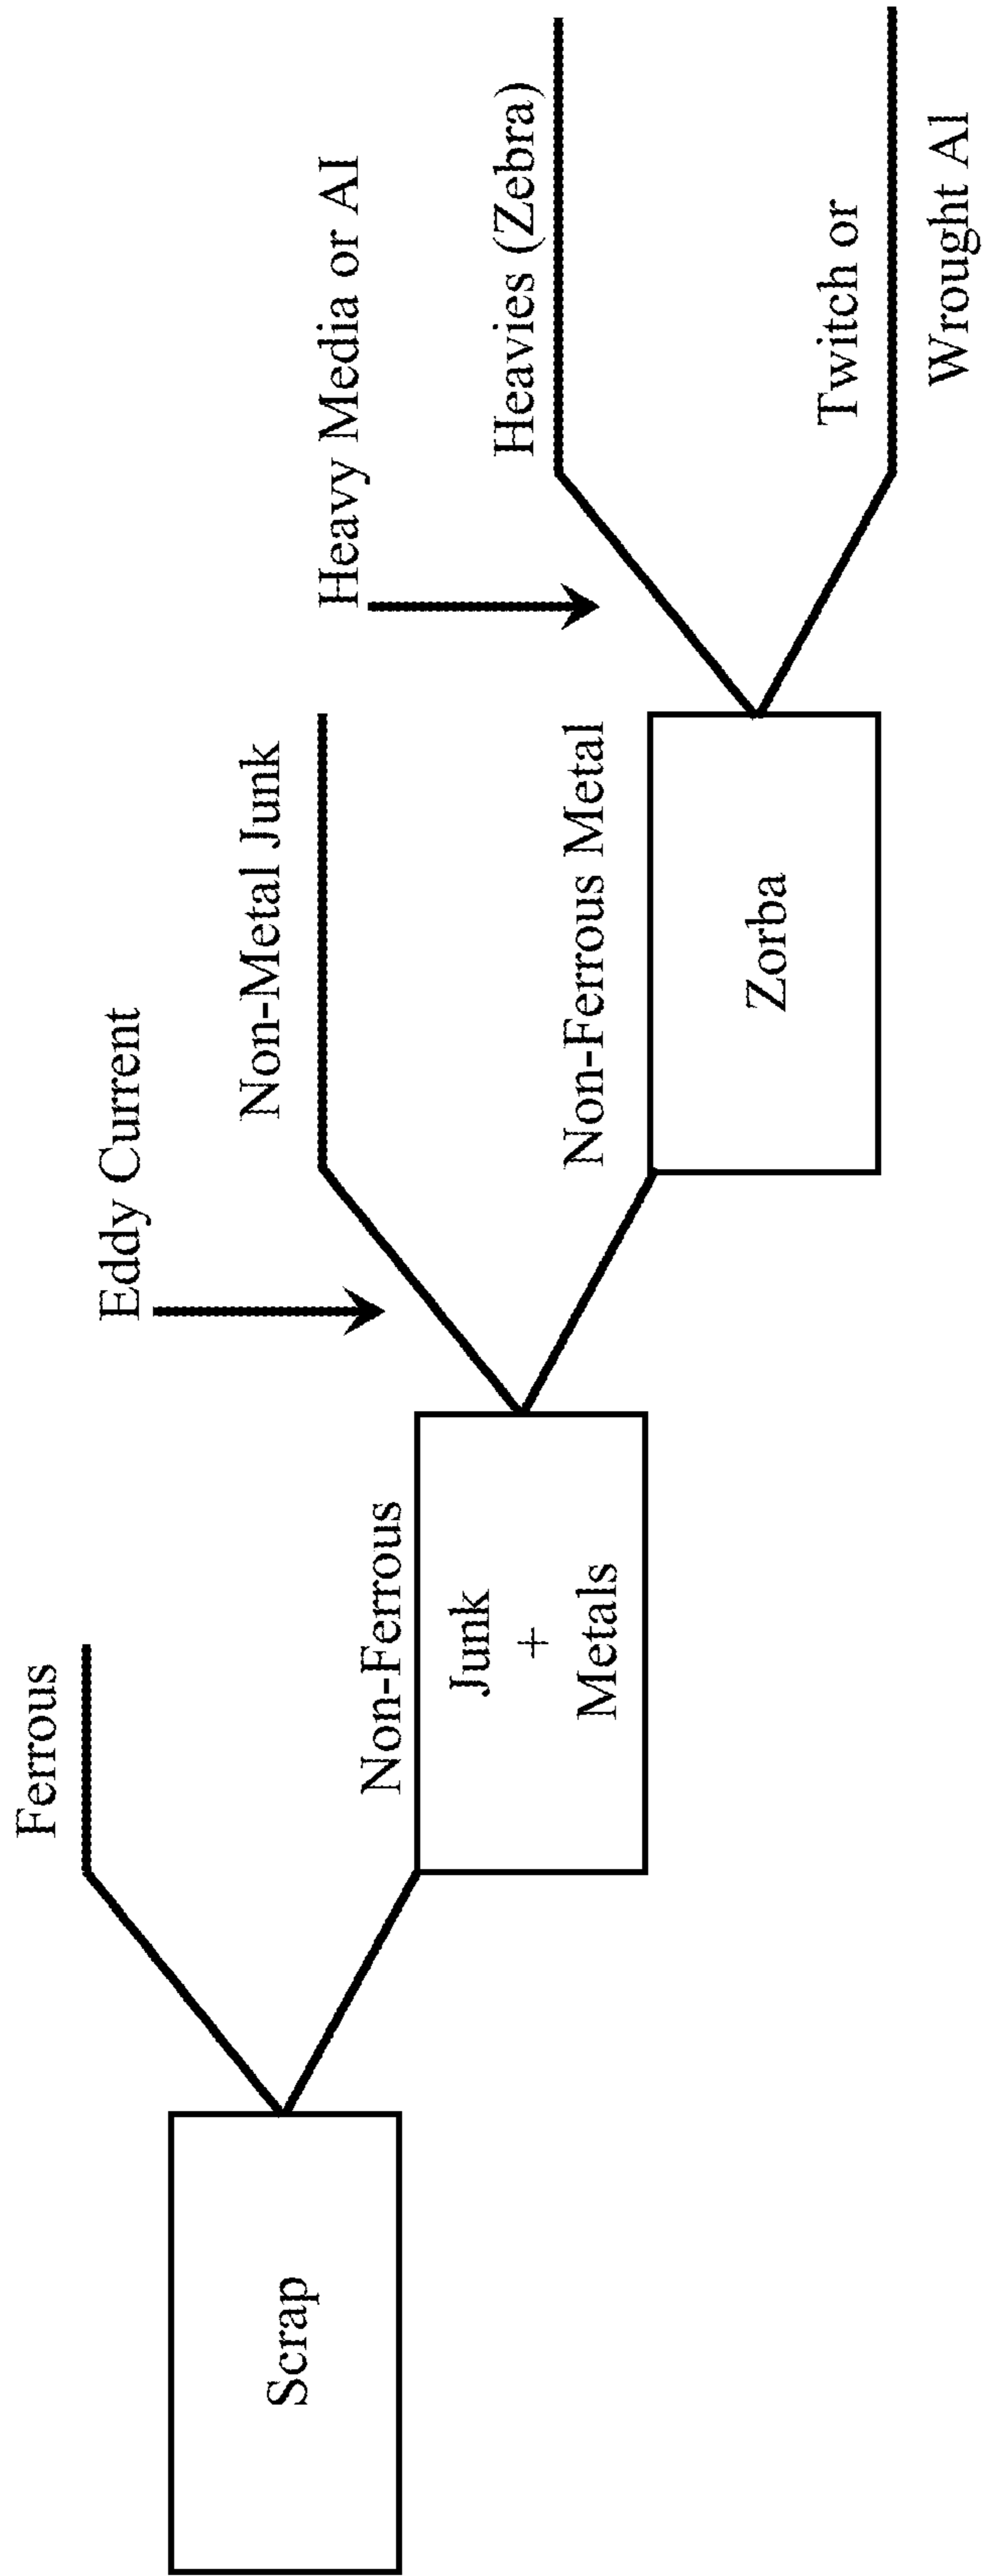 Scrap
Ferrous
Non-Ferrous
Junk
+
Metals
Eddy Current
Non-Metal Junk
Non-Ferrous Metal
Zorba
Heavy Media or AI
Heavies (Zebra)
Twitch or
Wrought Al